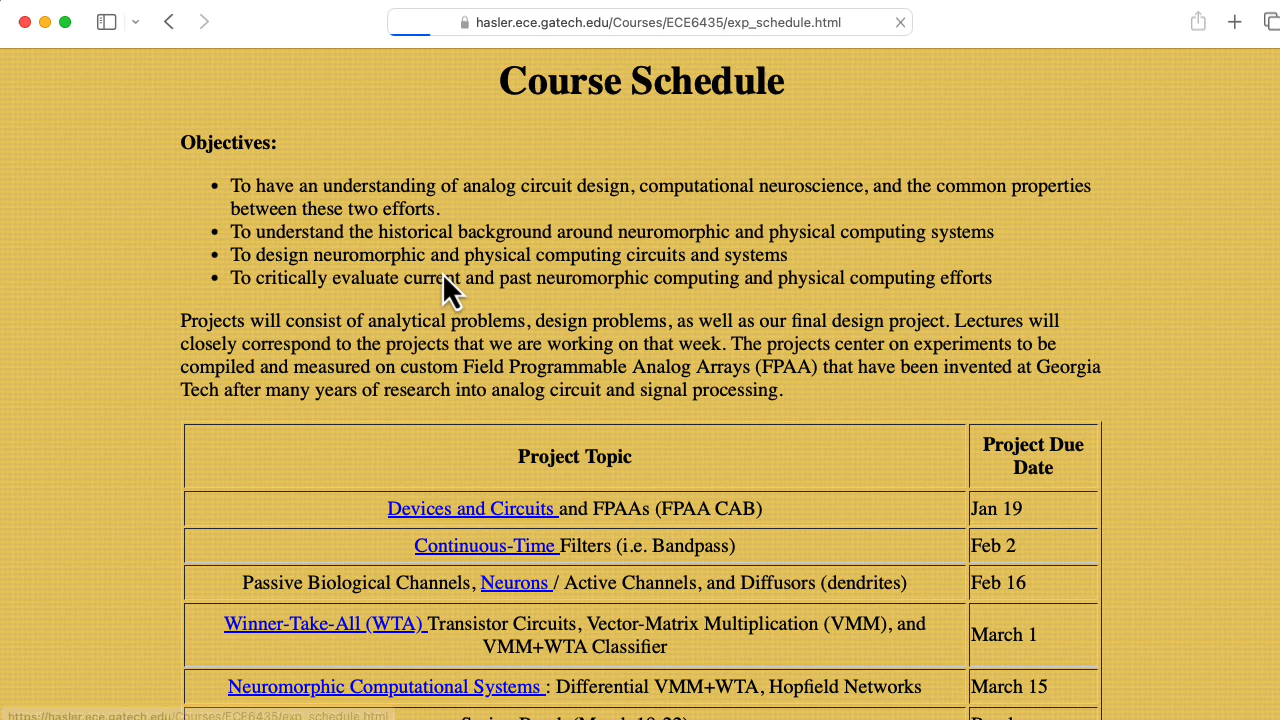 hasler.ece.gatech.edu/Courses/ECE6435/exp_schedule.html
Course Schedule
Objectives:
To have an understanding of analog circuit design, computational neuroscience, and the common properties
between these two efforts.
To understand the historical background around neuromorphic and physical computing systems
To design neuromorphic and physical computing circuits and systems
To critically evaluate current and past neuromorphic computing and physical computing efforts
Projects will consist of analytical problems, design problems, as well as our final design project. Lectures will
closely correspond to the projects that we are working on that week. The projects center on experiments to be
compiled and measured on custom Field Programmable Analog Arrays (FPAA) that have been invented at Georgia
Tech after many years of research into analog circuit and signal processing.
Project Topic
Project Due
Date
Devices and Circuits and FPAAs (FPAA CAB)
Jan 19
Continuous-Time Filters (i.e. Bandpass)
Feb 2
Passive Biological Channels, Neurons / Active Channels, and Diffusors (dendrites)
Feb 16
Winner-Take-All (WTA) Transistor Circuits, Vector-Matrix Multiplication (VMM), and
VMM+WTA Classifier
March 1
Neuromorphic Computational Systems : Differential VMM+WTA, Hopfield Networks
March 15
https://hasler.ece.gatech.edu/Courses/ECE6435/exp_schedule.html